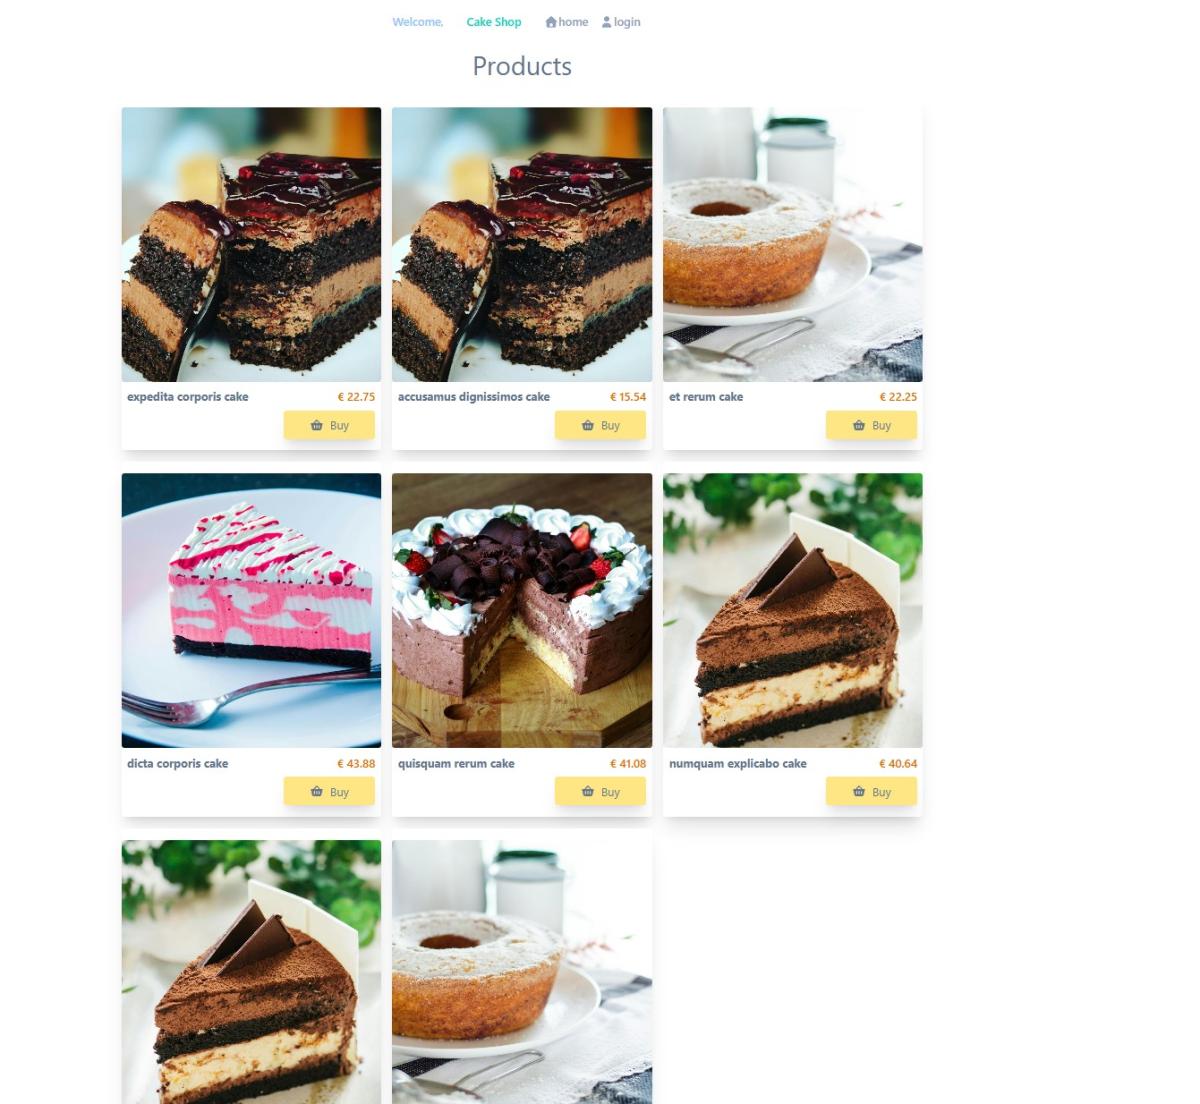 Welcome, Cake Shop home login
Products
expedita corporis cake € 22.75
Buy
accusamus dignissimos cake € 15.54
Buy
et rerum cake € 22.25
Buy
dicta corporis cake € 43.88
Buy
quisquam rerum cake € 41.08
Buy
numquam explicabo cake € 40.64
Buy